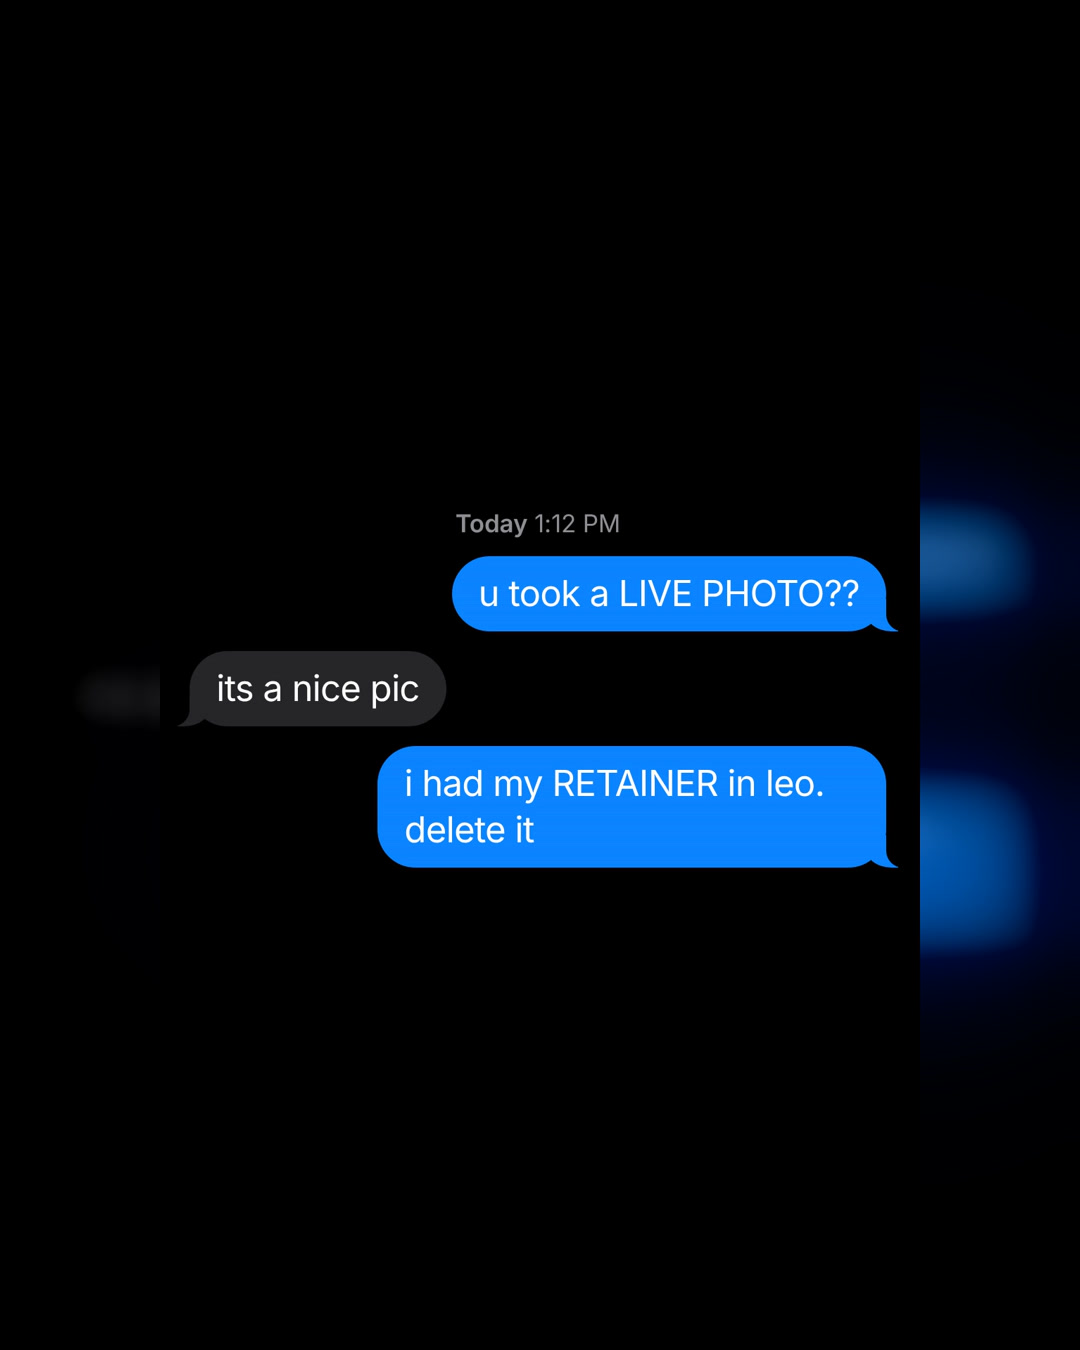 Today 1:12 PM
u took a LIVE PHOTO??
its a nice pic
i had my RETAINER in leo.
delete it